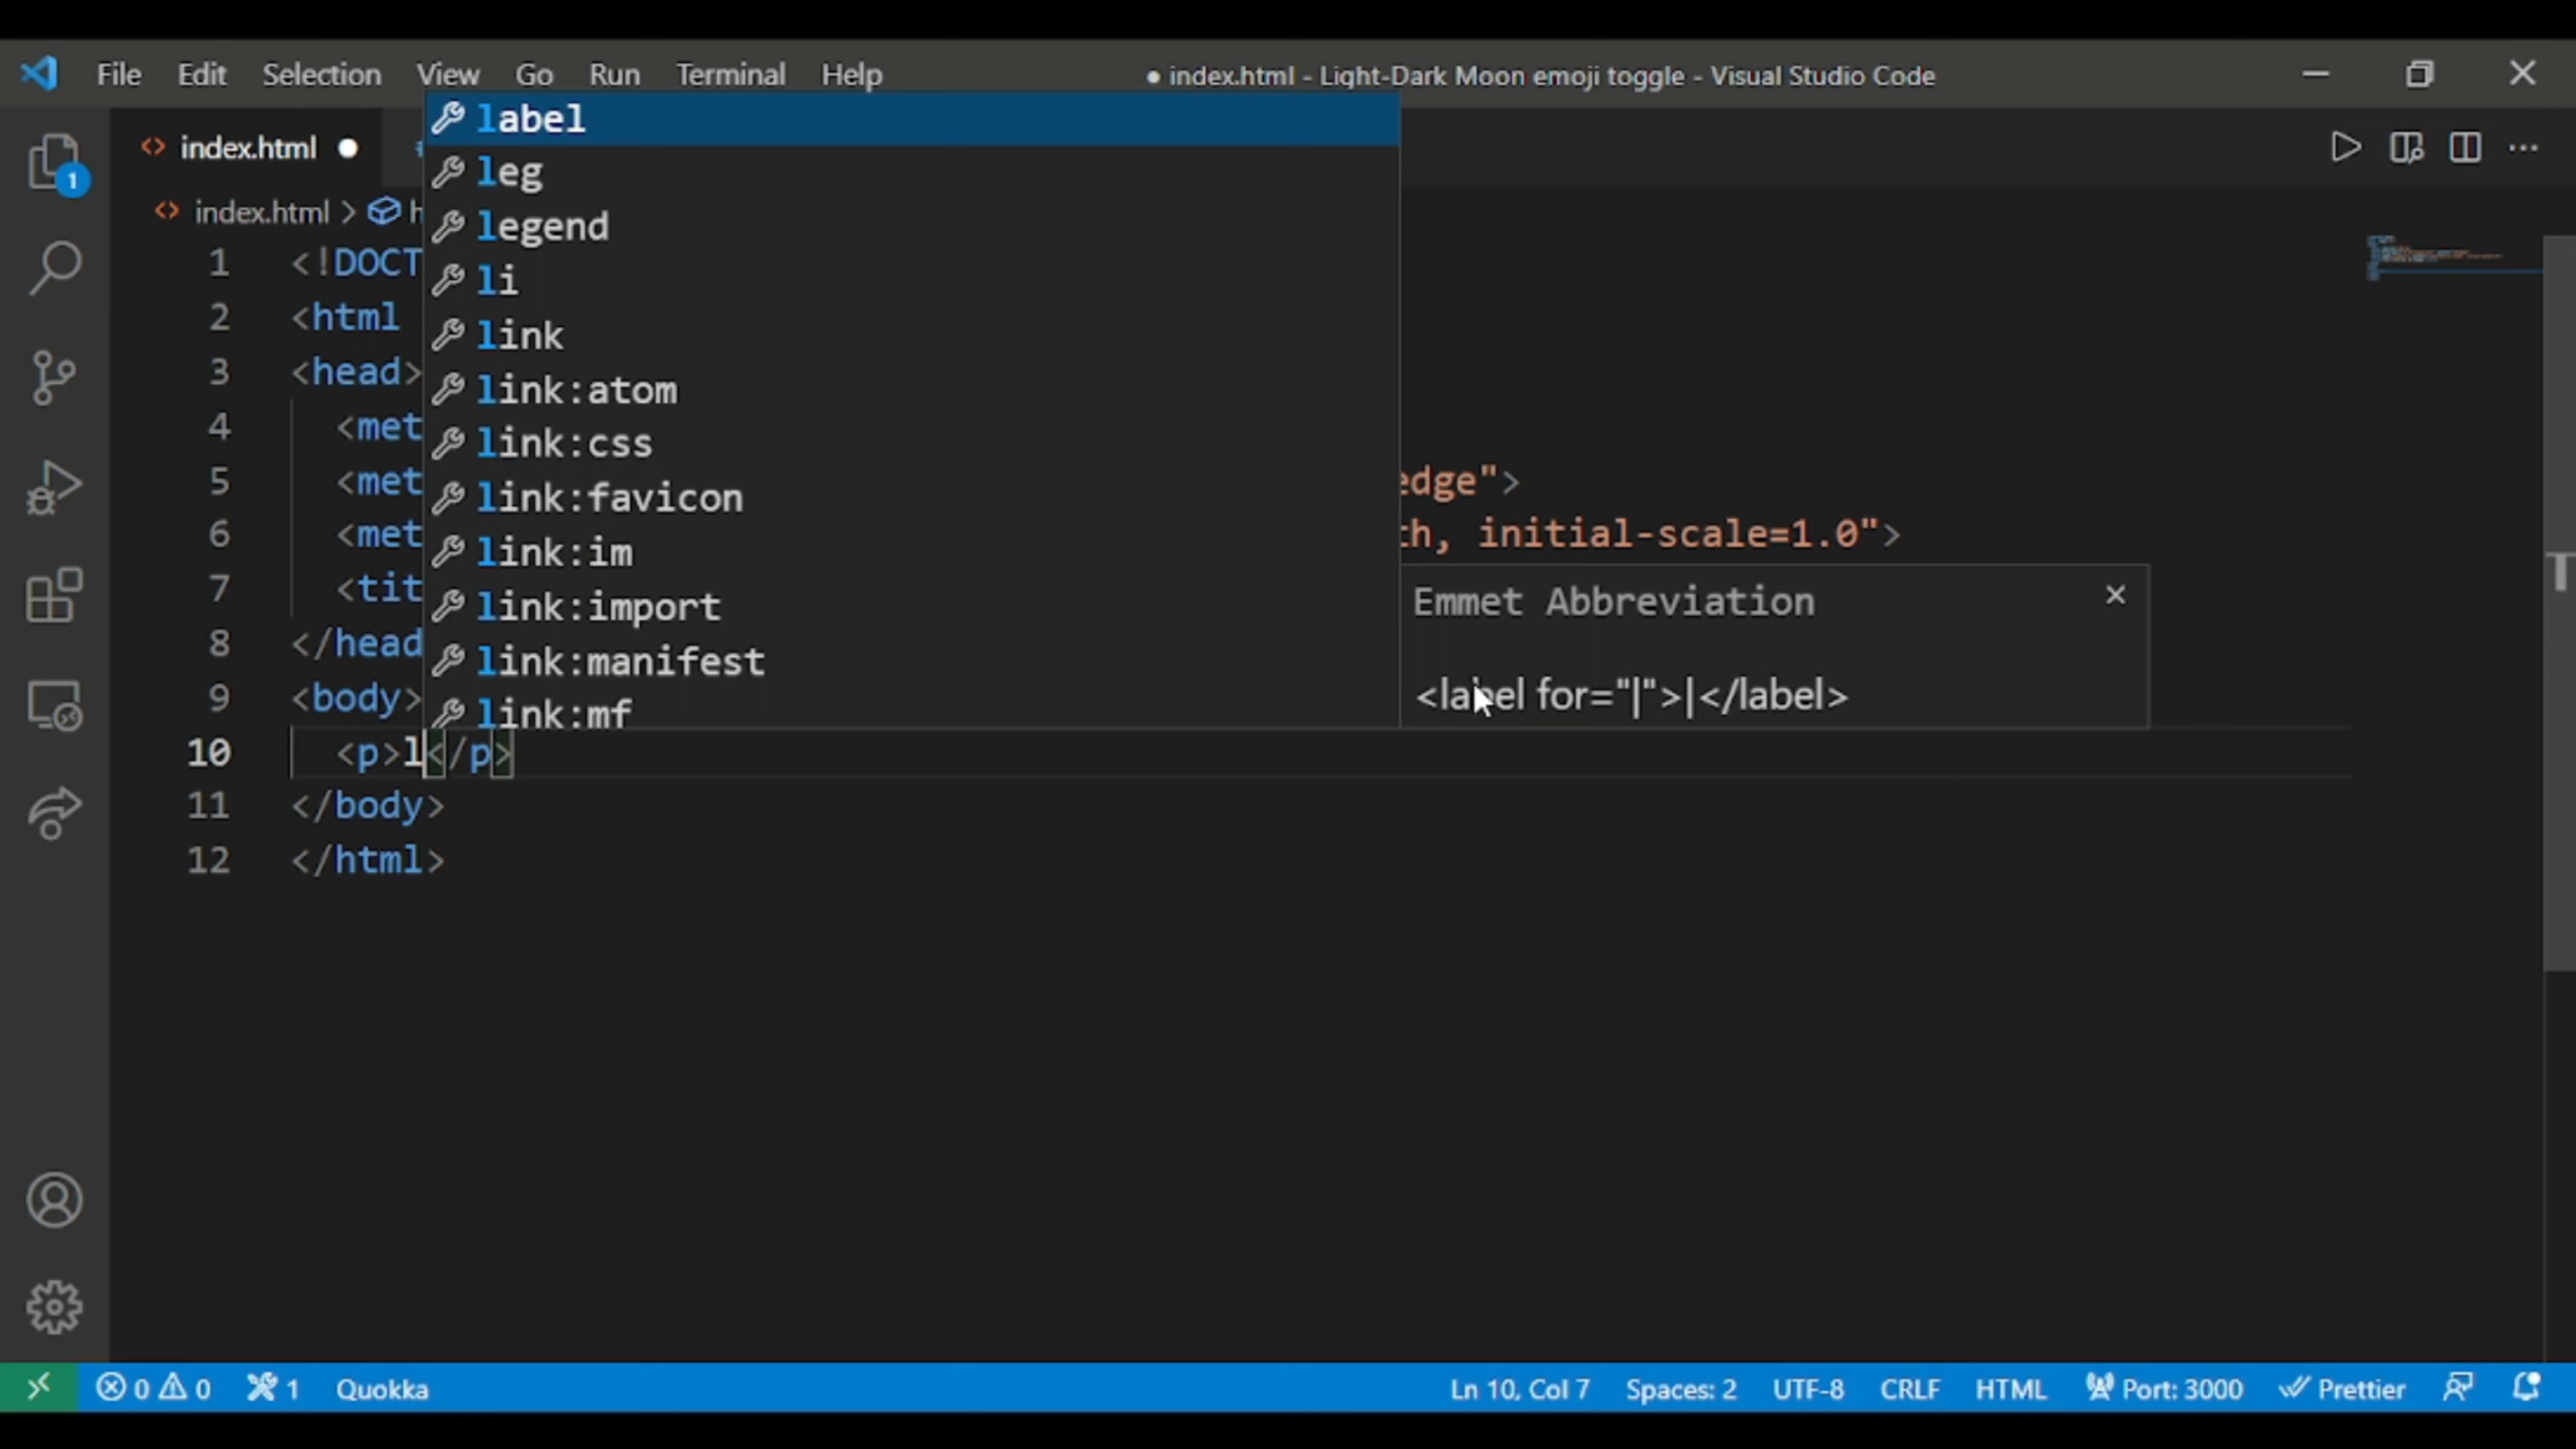 File Edit Selection View Go Run Terminal Help ● index.html - Light-Dark Moon emoji toggle - Visual Studio Code
index.html
index.html >
1 <!DOCT
2 <html
3 <head>
4 <met
5 <met edge">
6 <met th, initial-scale=1.0">
7 <tit
8 </head
9 <body>
10 <p>l</p>
11 </body>
12 </html>
label
leg
legend
li
link
link:atom
link:css
link:favicon
link:im
link:import
link:manifest
link:mf
Emmet Abbreviation
<label for="|">|</label>
1
0 0 1 Quokka Ln 10, Col 7 Spaces: 2 UTF-8 CRLF HTML Port: 3000 Prettier